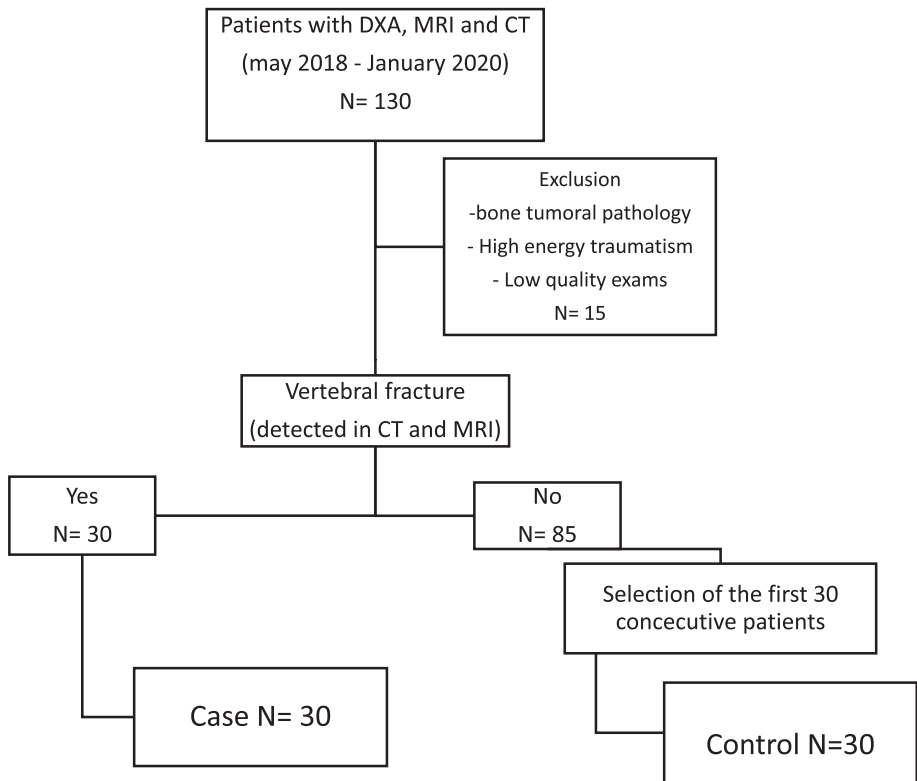 Patients with DXA, MRI and CT
(may 2018 - January 2020)
N= 130
Exclusion
-bone tumoral pathology
- High energy traumatism
- Low quality exams
N= 15
Vertebral fracture
(detected in CT and MRI)
Yes
N= 30
No
N= 85
Selection of the first 30
concecutive patients
Case N= 30
Control N=30